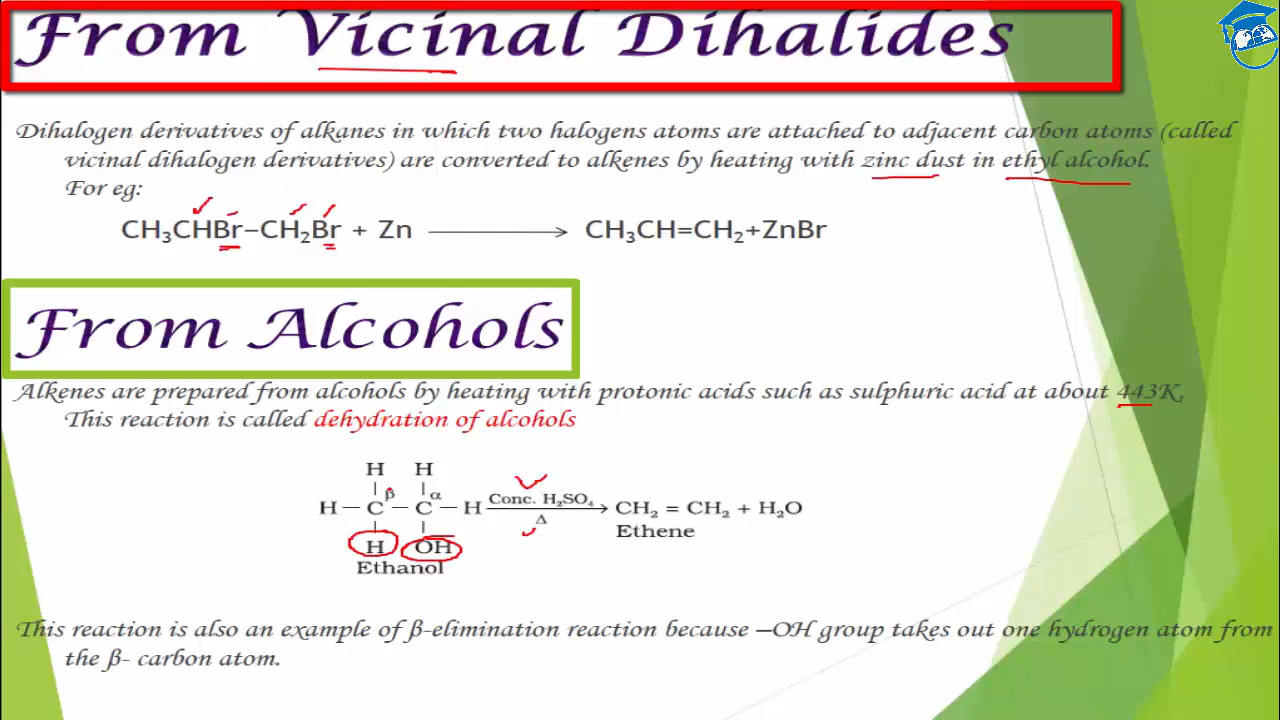 From Vicinal Dihalides
Dihalogen derivatives of alkanes in which two halogens atoms are attached to adjacent carbon atoms (called
vicinal dihalogen derivatives) are converted to alkenes by heating with zinc dust in ethyl alcohol.
For eg:
CH₃CHBr−CH₂Br + Zn ⟶ CH₃CH=CH₂+ZnBr
From Alcohols
Alkenes are prepared from alcohols by heating with protonic acids such as sulphuric acid at about 443K.
This reaction is called dehydration of alcohols
H H
β α
H − C − C − H Conc. H₂SO₄ → CH₂ = CH₂ + H₂O
Δ Ethene
H OH
Ethanol
This reaction is also an example of β-elimination reaction because –OH group takes out one hydrogen atom from
the β- carbon atom.